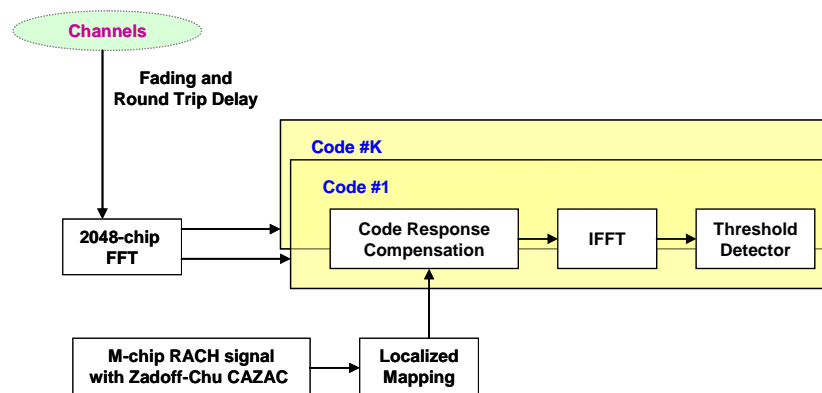 Channels
Fading and
Round Trip Delay
Code #K
Code #1
2048-chip
FFT
Code Response
Compensation
IFFT
Threshold
Detector
M-chip RACH signal
with Zadoff-Chu CAZAC
Localized
Mapping